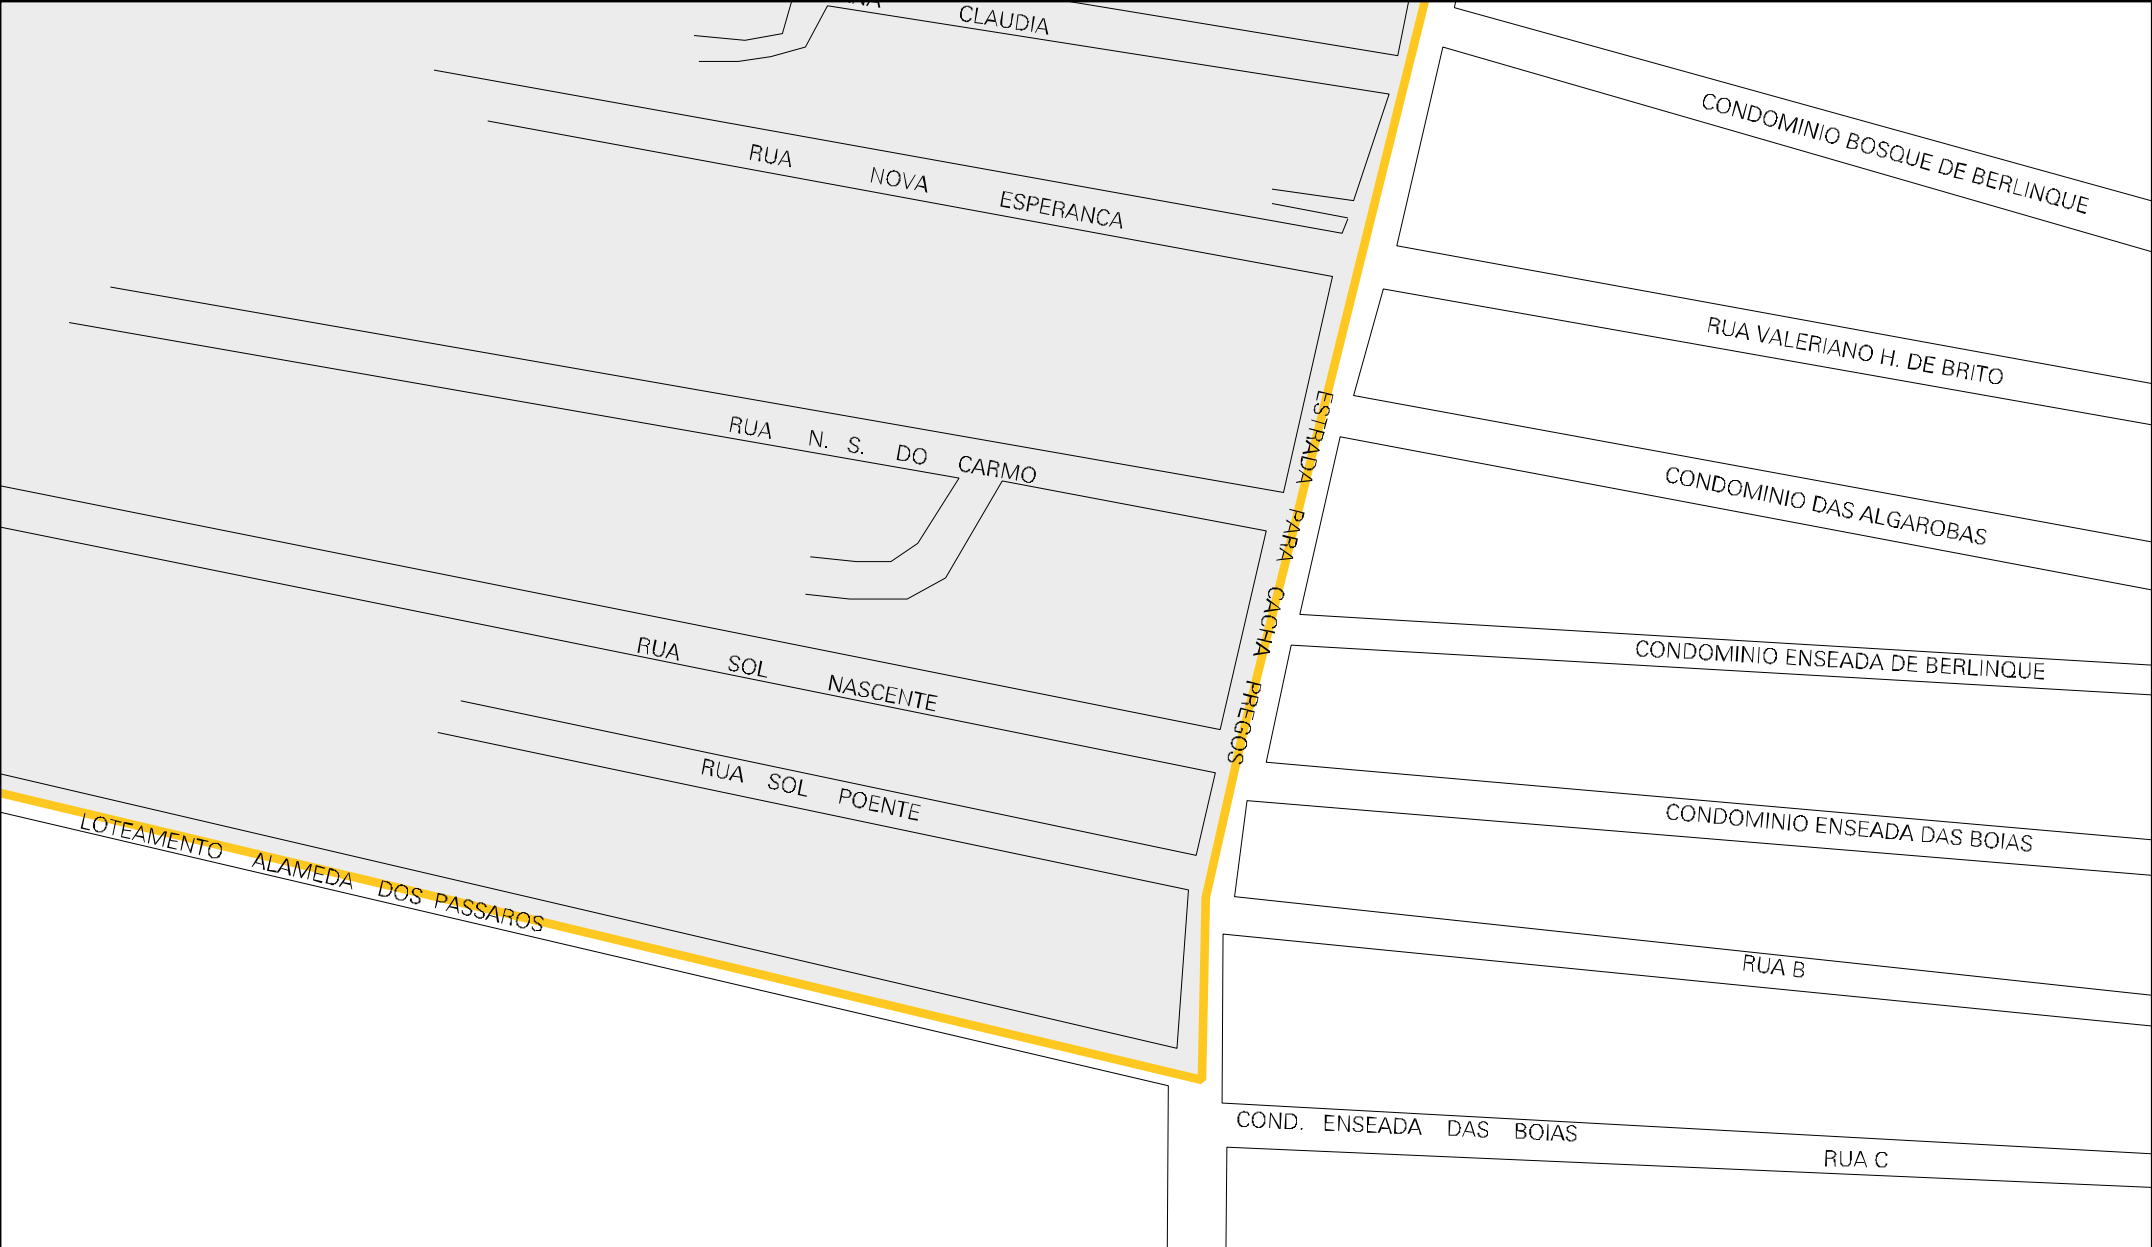 CLAUDIA
CONDOMINIO BOSQUE DE BERLINQUE
RUA NOVA ESPERANCA
RUA VALERIANO H. DE BRITO
RUA N. S. DO CARMO
ESTRADA PARA CACHA PREGOS
CONDOMINIO DAS ALGAROBAS
RUA SOL NASCENTE
CONDOMINIO ENSEADA DE BERLINQUE
RUA SOL POENTE
CONDOMINIO ENSEADA DAS BOIAS
LOTEAMENTO ALAMEDA DOS PASSAROS
RUA B
COND. ENSEADA DAS BOIAS
RUA C